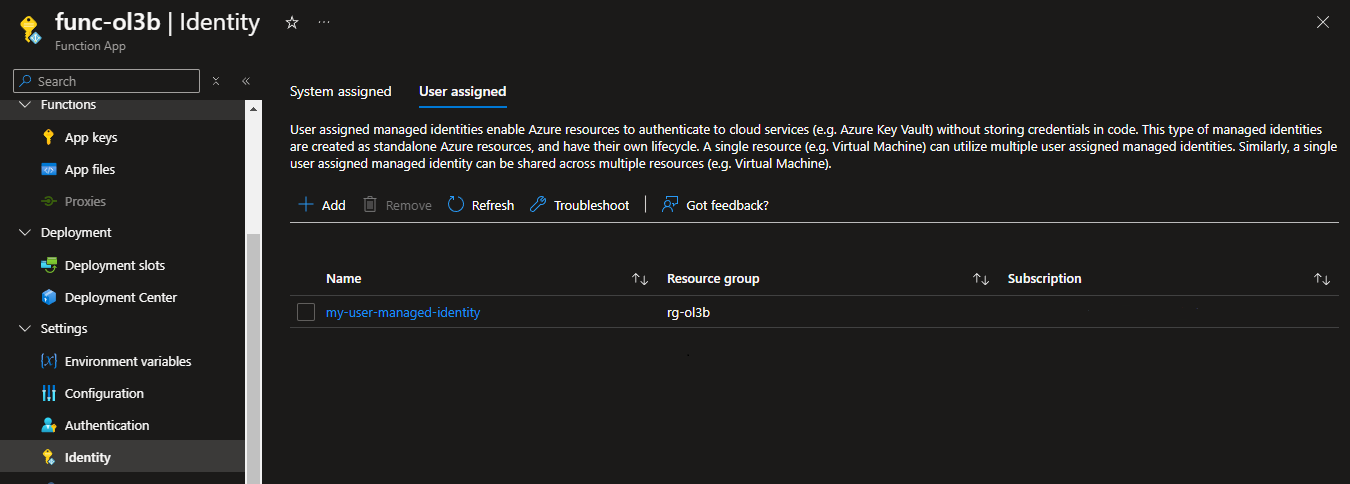 func-ol3b | Identity
Function App
Search
Functions
App keys
App files
Proxies
Deployment
Deployment slots
Deployment Center
Settings
Environment variables
Configuration
Authentication
Identity
System assigned
User assigned
User assigned managed identities enable Azure resources to authenticate to cloud services (e.g. Azure Key Vault) without storing credentials in code. This type of managed identities
are created as standalone Azure resources, and have their own lifecycle. A single resource (e.g. Virtual Machine) can utilize multiple user assigned managed identities. Similarly, a single
user assigned managed identity can be shared across multiple resources (e.g. Virtual Machine).
Add
Remove
Refresh
Troubleshoot
Got feedback?
Name
Resource group
Subscription
my-user-managed-identity
rg-ol3b